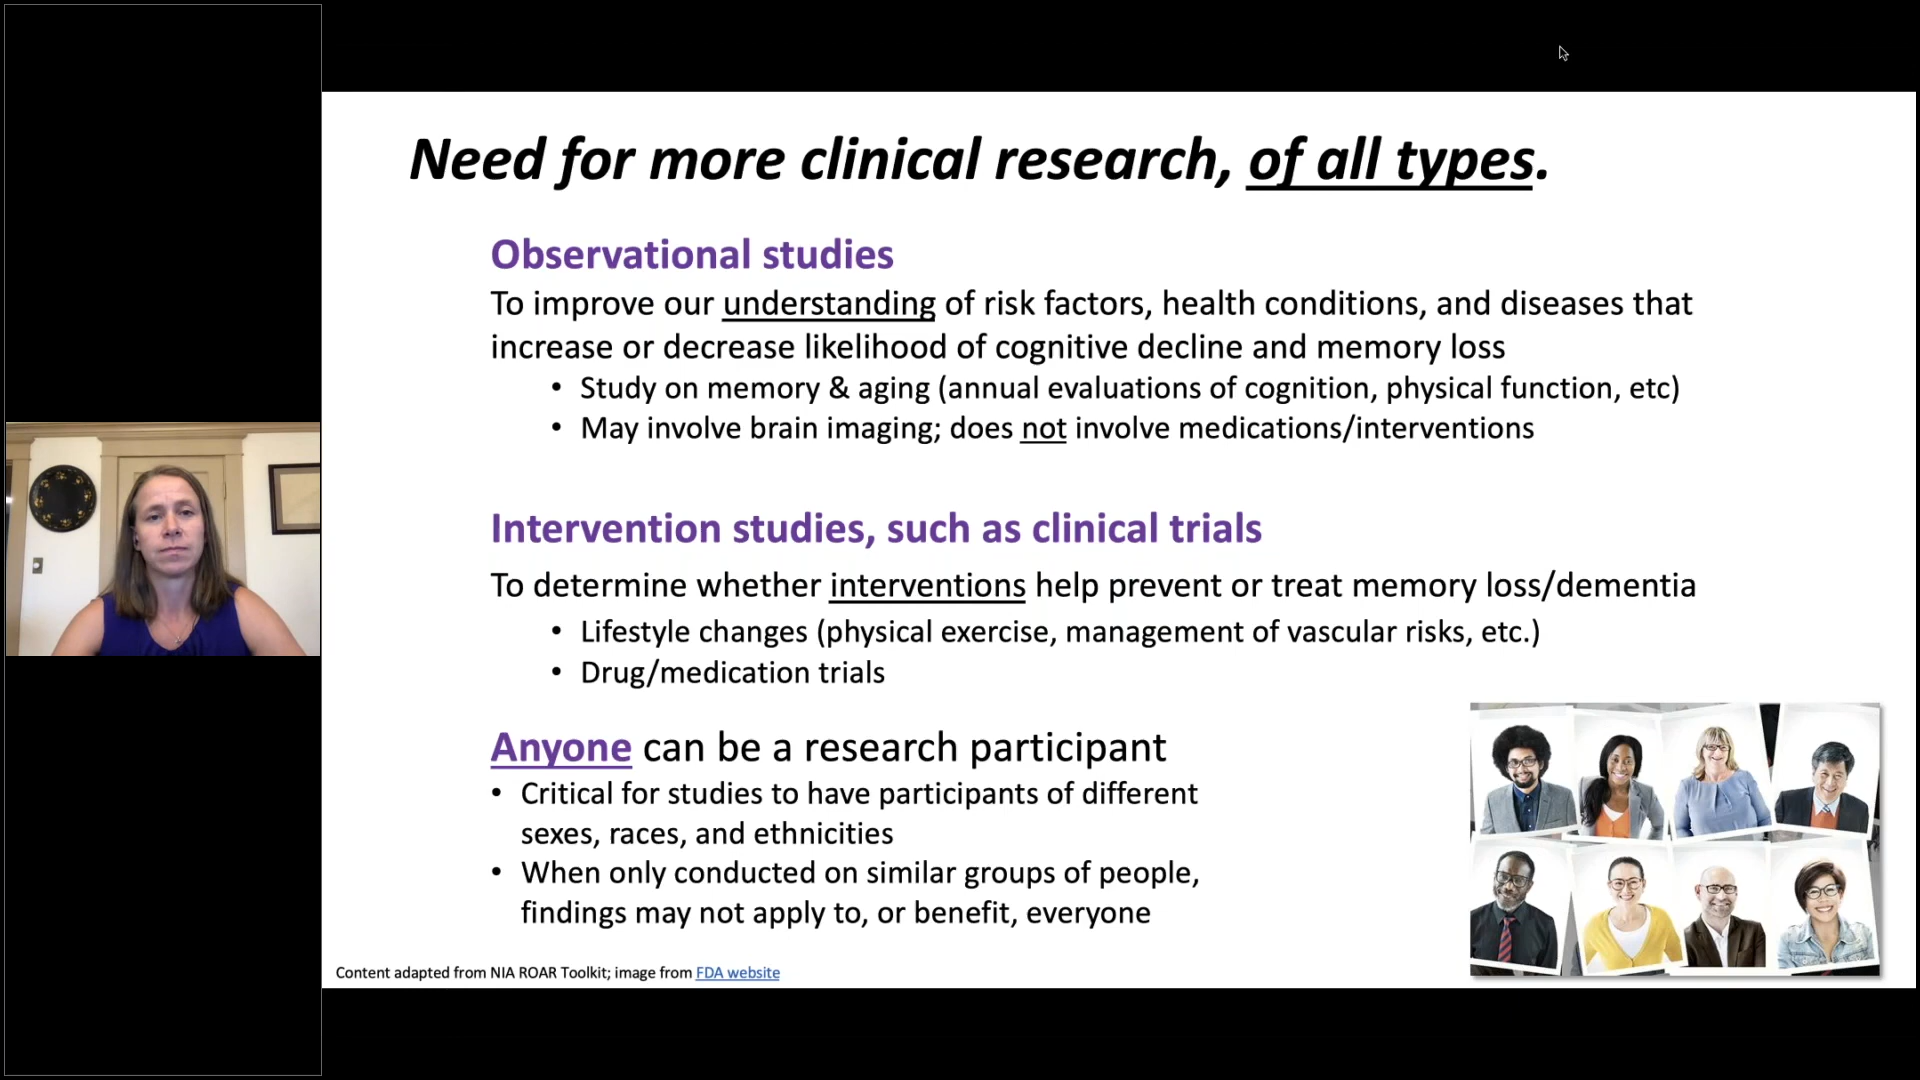 Need for more clinical research, of all types.
Observational studies
To improve our understanding of risk factors, health conditions, and diseases that
increase or decrease likelihood of cognitive decline and memory loss
• Study on memory & aging (annual evaluations of cognition, physical function, etc)
• May involve brain imaging; does not involve medications/interventions
Intervention studies, such as clinical trials
To determine whether interventions help prevent or treat memory loss/dementia
• Lifestyle changes (physical exercise, management of vascular risks, etc.)
• Drug/medication trials
Anyone can be a research participant
• Critical for studies to have participants of different
sexes, races, and ethnicities
• When only conducted on similar groups of people,
findings may not apply to, or benefit, everyone
Content adapted from NIA ROAR Toolkit; image from FDA website